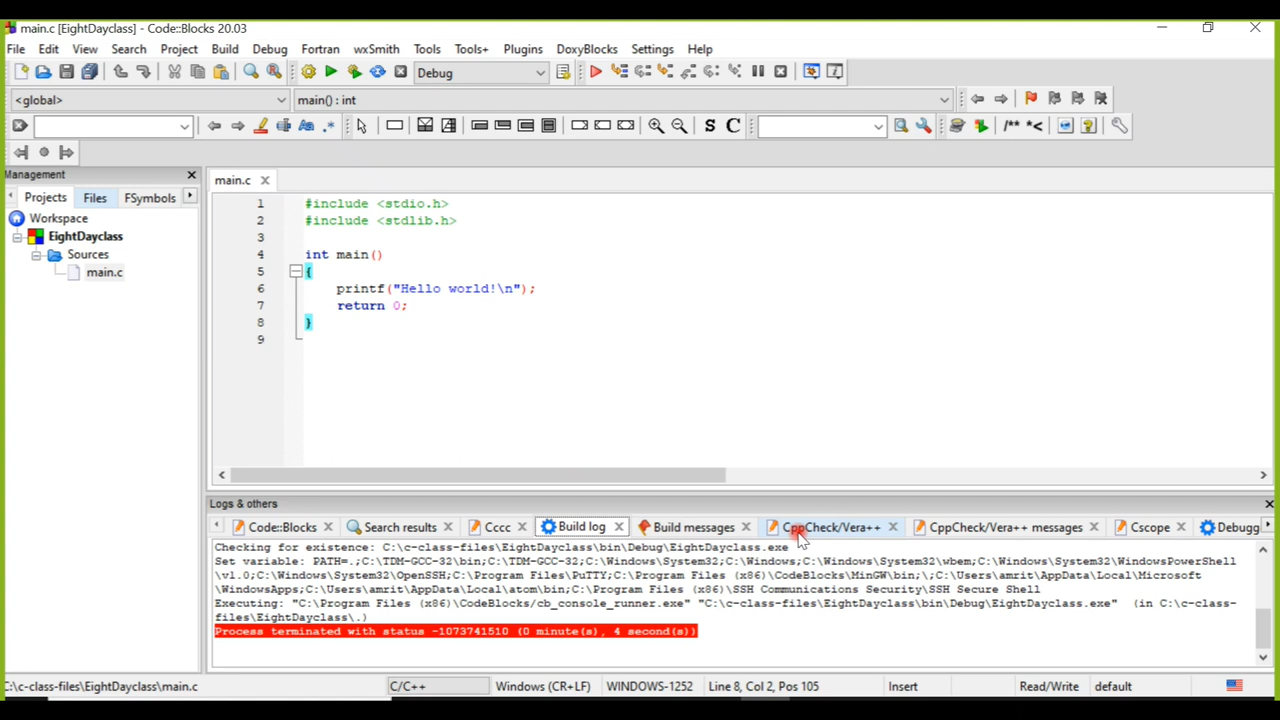 main.c [EightDayclass] - Code::Blocks 20.03
File Edit View Search Project Build Debug Fortran wxSmith Tools Tools+ Plugins DoxyBlocks Settings Help
Debug
<global> main() : int
S C /** *<
Management
Projects Files FSymbols
Workspace
EightDayclass
Sources
main.c
main.c
1 #include <stdio.h>
2 #include <stdlib.h>
3
4 int main()
5 {
6 printf("Hello world!\n");
7 return 0;
8 }
9
Logs & others
Code::Blocks Search results Cccc Build log Build messages CppCheck/Vera++ CppCheck/Vera++ messages Cscope Debugg
Checking for existence: C:\c-class-files\EightDayclass\bin\Debug\EightDayclass.exe
Set variable: PATH=.;C:\TDM-GCC-32\bin;C:\TDM-GCC-32;C:\Windows\System32;C:\Windows;C:\Windows\System32\wbem;C:\Windows\System32\WindowsPowerShell
\v1.0;C:\Windows\System32\OpenSSH;C:\Program Files\PuTTY;C:\Program Files (x86)\CodeBlocks\MinGW\bin;\;C:\Users\amrit\AppData\Local\Microsoft
\WindowsApps;C:\Users\amrit\AppData\Local\atom\bin;C:\Program Files (x86)\SSH Communications Security\SSH Secure Shell
Executing: "C:\Program Files (x86)\CodeBlocks/cb_console_runner.exe" "C:\c-class-files\EightDayclass\bin\Debug\EightDayclass.exe" (in C:\c-class-
files\EightDayclass\.)
Process terminated with status -1073741510 (0 minute(s), 4 second(s))
C:\c-class-files\EightDayclass\main.c C/C++ Windows (CR+LF) WINDOWS-1252 Line 8, Col 2, Pos 105 Insert Read/Write default